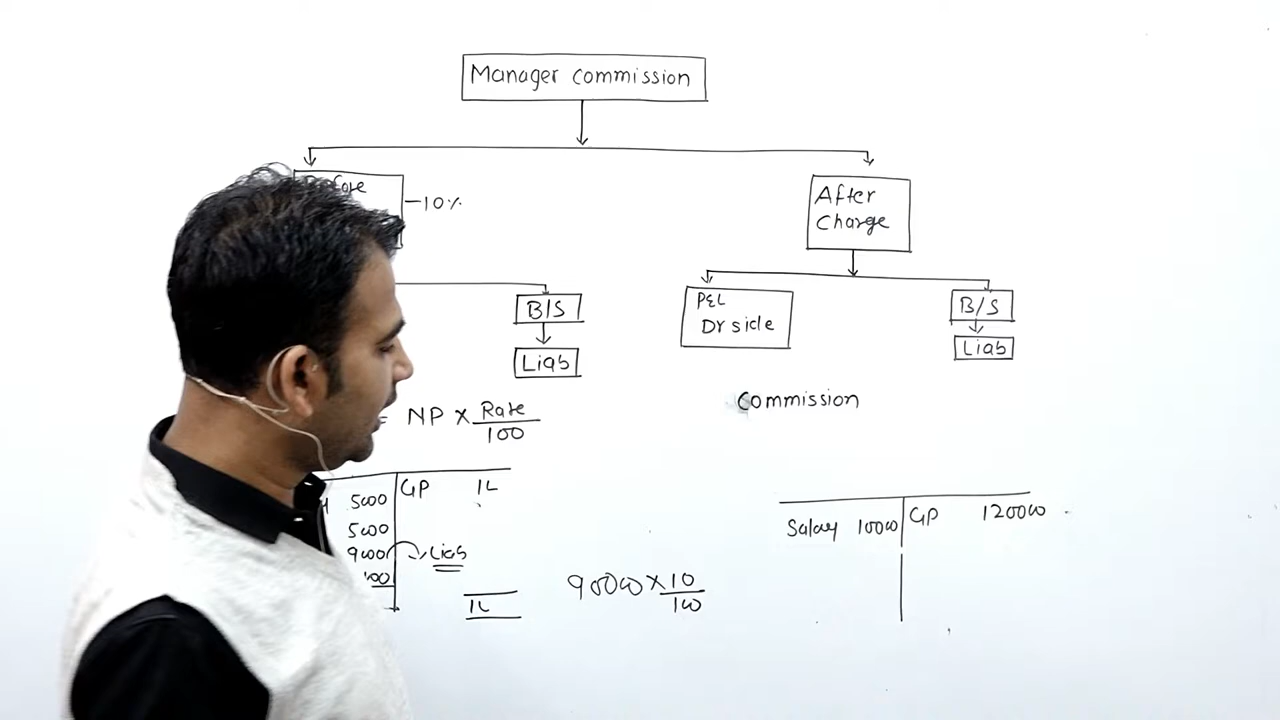 Manager commission
-10%
After
Charge
B/S
Liab
P&L
Dr side
B/S
Liab
= NP × Rate/100
Commission
5000 GP 1L
5000
900 Liab
1L
90000 × 10/100
Salary 10000 GP 120000